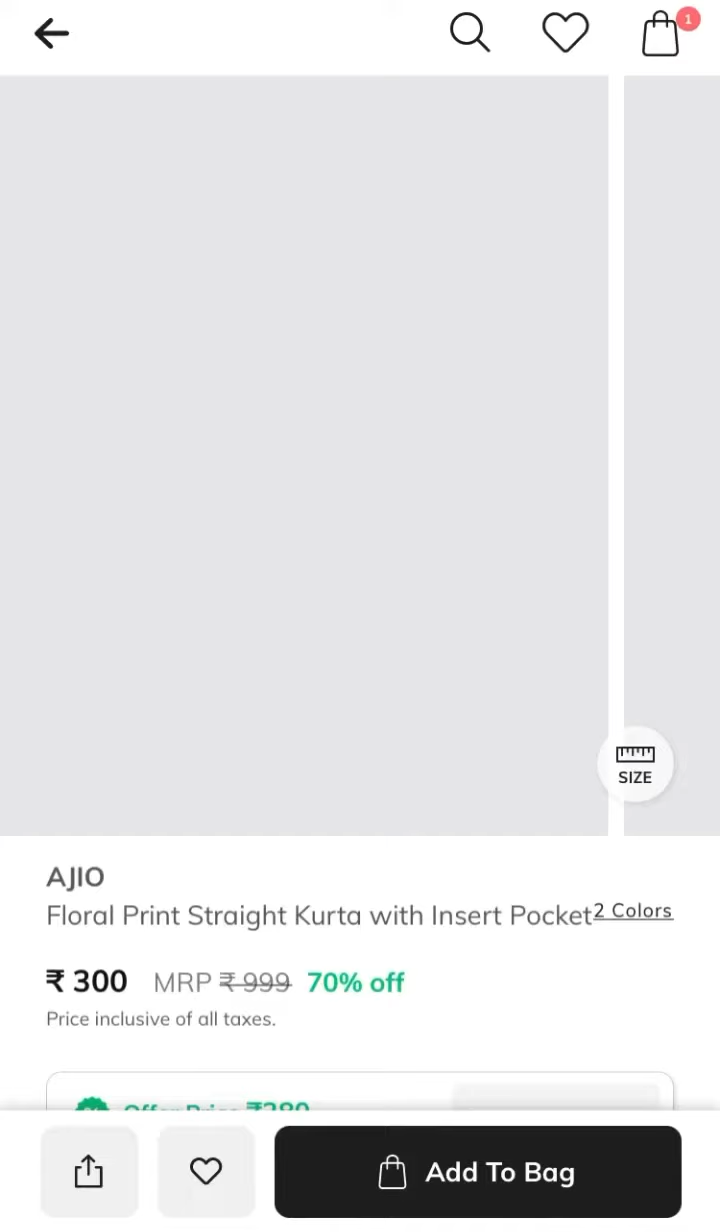 1
SIZE
AJIO
Floral Print Straight Kurta with Insert Pocket
2 Colors
₹ 300 MRP ₹ 999 70% off
Price inclusive of all taxes.
Offer Price
Add To Bag